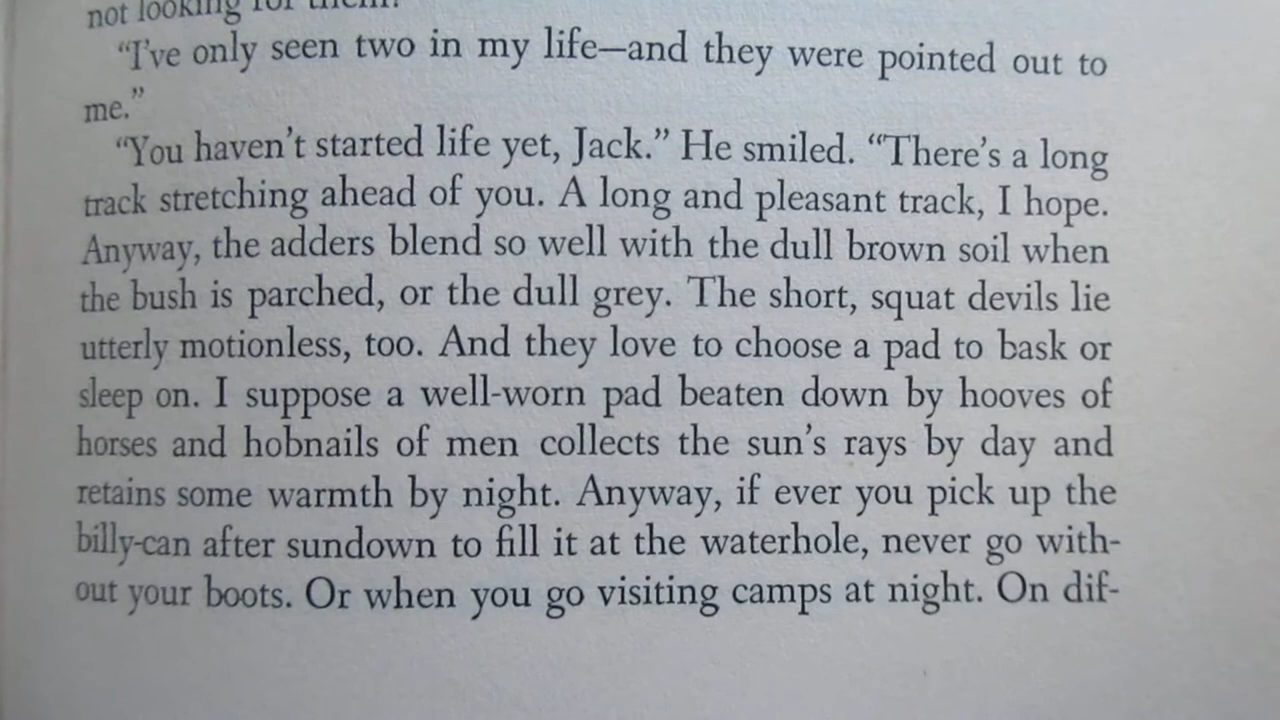 not looking for them.
“I've only seen two in my life—and they were pointed out to
me.”
“You haven't started life yet, Jack.” He smiled. “There's a long
track stretching ahead of you. A long and pleasant track, I hope.
Anyway, the adders blend so well with the dull brown soil when
the bush is parched, or the dull grey. The short, squat devils lie
utterly motionless, too. And they love to choose a pad to bask or
sleep on. I suppose a well-worn pad beaten down by hooves of
horses and hobnails of men collects the sun's rays by day and
retains some warmth by night. Anyway, if ever you pick up the
billy-can after sundown to fill it at the waterhole, never go with-
out your boots. Or when you go visiting camps at night. On dif-